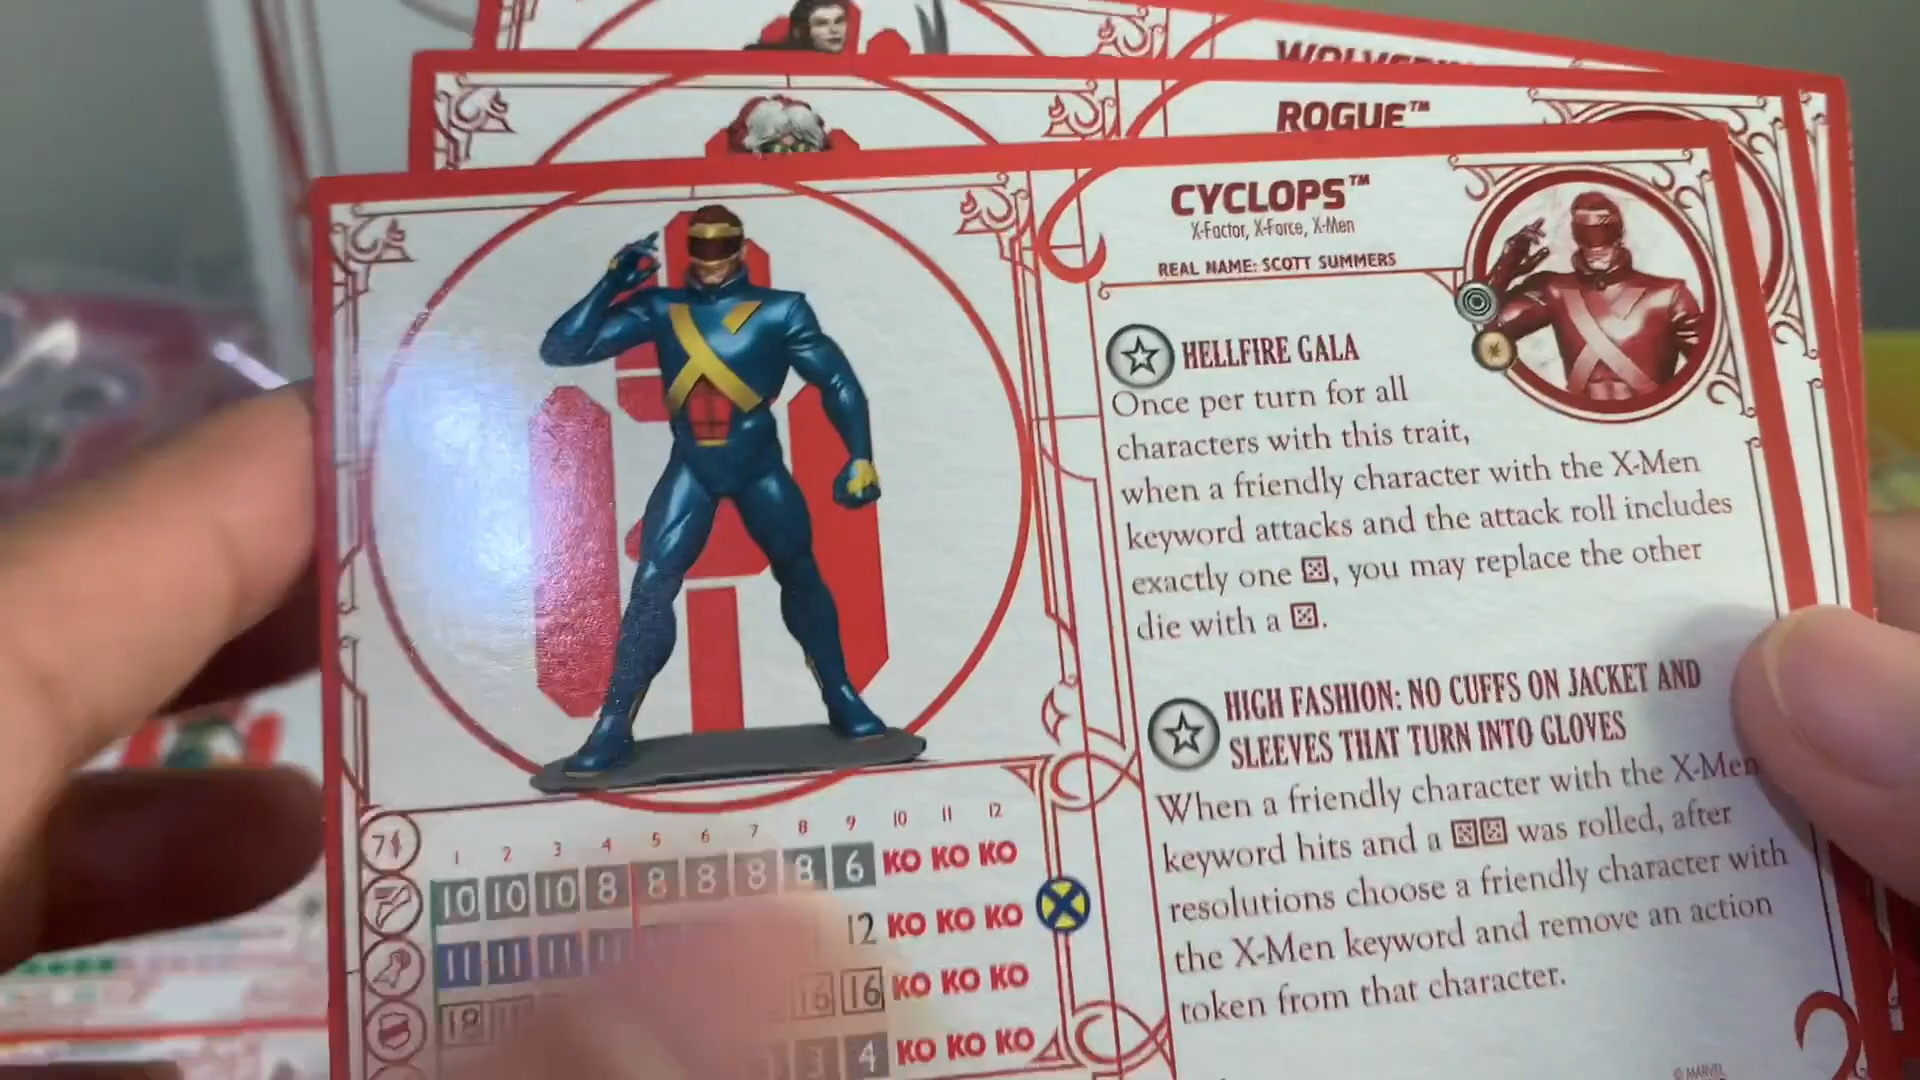 ROGUE™
CYCLOPS™
X-Factor, X-Force, X-Men
REAL NAME: SCOTT SUMMERS
HELLFIRE GALA
Once per turn for all
characters with this trait,
when a friendly character with the X-Men
keyword attacks and the attack roll includes
exactly one ⚄, you may replace the other
die with a ⚄.
HIGH FASHION: NO CUFFS ON JACKET AND
SLEEVES THAT TURN INTO GLOVES
When a friendly character with the X-Men
keyword hits and a ⚄⚄ was rolled, after
resolutions choose a friendly character with
the X-Men keyword and remove an action
token from that character.
© MARVEL
1 2 3 4 5 6 7 8 9 10 11 12
7
10 10 10 8 8 8 8 8 6 KO KO KO
11 11 11 11 12 KO KO KO
18 16 16 KO KO KO
3 4 KO KO KO